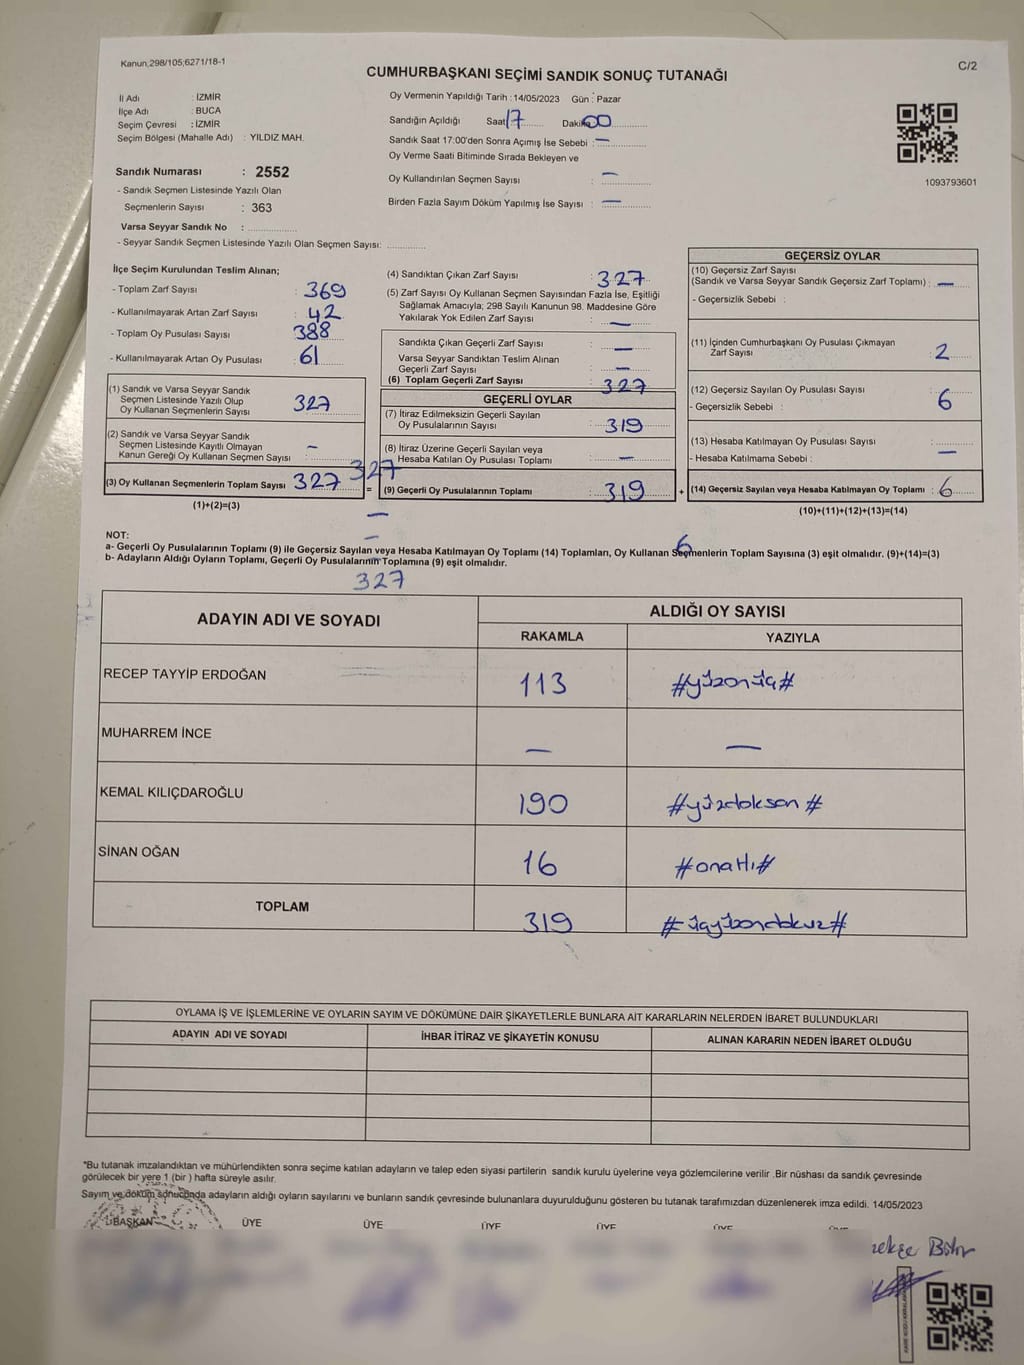 Kanun,298/105;6271/18-1
C/2
CUMHURBAŞKANI SEÇİMİ SANDIK SONUÇ TUTANAĞI
İl Adı : İZMİR
İlçe Adı : BUCA
Seçim Çevresi : İZMİR
Seçim Bölgesi (Mahalle Adı) : YILDIZ MAH.
Sandık Numarası : 2552
- Sandık Seçmen Listesinde Yazılı Olan
Seçmenlerin Sayısı : 363
Varsa Seyyar Sandık No :
- Seyyar Sandık Seçmen Listesinde Yazılı Olan Seçmen Sayısı:
Oy Vermenin Yapıldığı Tarih :14/05/2023 Gün : Pazar
Sandığın Açıldığı Saat 17 Dakika 00
Sandık Saat 17:00'den Sonra Açımış İse Sebebi : —
Oy Verme Saati Bitiminde Sırada Bekleyen ve
Oy Kullandırılan Seçmen Sayısı : —
Birden Fazla Sayım Döküm Yapılmış İse Sayısı : —
1093793601
İlçe Seçim Kurulundan Teslim Alınan;
- Toplam Zarf Sayısı : 369
- Kullanılmayarak Artan Zarf Sayısı : 42
- Toplam Oy Pusulası Sayısı : 388
- Kullanılmayarak Artan Oy Pusulası : 61
(1) Sandık ve Varsa Seyyar Sandık
Seçmen Listesinde Yazılı Olup
Oy Kullanan Seçmenlerin Sayısı : 327
(2) Sandık ve Varsa Seyyar Sandık
Seçmen Listesinde Kayıtlı Olmayan
Kanun Gereği Oy Kullanan Seçmen Sayısı : —
(3) Oy Kullanan Seçmenlerin Toplam Sayısı 327
327
=
(1)+(2)=(3)
—
(4) Sandıktan Çıkan Zarf Sayısı : 327
(5) Zarf Sayısı Oy Kullanan Seçmen Sayısından Fazla İse, Eşitliği
Sağlamak Amacıyla; 298 Sayılı Kanunun 98. Maddesine Göre
Yakılarak Yok Edilen Zarf Sayısı : —
Sandıkta Çıkan Geçerli Zarf Sayısı : —
Varsa Seyyar Sandıktan Teslim Alınan
Geçerli Zarf Sayısı : —
(6) Toplam Geçerli Zarf Sayısı : 327
GEÇERLİ OYLAR
(7) İtiraz Edilmeksizin Geçerli Sayılan
Oy Pusulalarının Sayısı : 319
(8) İtiraz Üzerine Geçerli Sayılan veya
Hesaba Katılan Oy Pusulası Toplamı : —
(9) Geçerli Oy Pusulalarının Toplamı : 319
+
GEÇERSİZ OYLAR
(10) Geçersiz Zarf Sayısı
(Sandık ve Varsa Seyyar Sandık Geçersiz Zarf Toplamı) : —
- Geçersizlik Sebebi :
(11) İçinden Cumhurbaşkanı Oy Pusulası Çıkmayan
Zarf Sayısı : 2
(12) Geçersiz Sayılan Oy Pusulası Sayısı : 6
- Geçersizlik Sebebi :
(13) Hesaba Katılmayan Oy Pusulası Sayısı :
- Hesaba Katılmama Sebebi : —
(14) Geçersiz Sayılan veya Hesaba Katılmayan Oy Toplamı : 6
(10)+(11)+(12)+(13)=(14)
NOT: —
6
a- Geçerli Oy Pusulalarının Toplamı (9) ile Geçersiz Sayılan veya Hesaba Katılmayan Oy Toplamı (14) Toplamları, Oy Kullanan Seçmenlerin Toplam Sayısına (3) eşit olmalıdır. (9)+(14)=(3)
b- Adayların Aldığı Oyların Toplamı, Geçerli Oy Pusulalarının Toplamına (9) eşit olmalıdır.
327
ADAYIN ADI VE SOYADI
ALDIĞI OY SAYISI
RAKAMLA YAZIYLA
RECEP TAYYİP ERDOĞAN 113 #yüzonüç#
MUHARREM İNCE — —
KEMAL KILIÇDAROĞLU 190 #yüzdoksan#
SİNAN OĞAN 16 #onaltı#
TOPLAM 319 #üçyüzondokuz#
OYLAMA İŞ VE İŞLEMLERİNE VE OYLARIN SAYIM VE DÖKÜMÜNE DAİR ŞİKAYETLERLE BUNLARA AİT KARARLARIN NELERDEN İBARET BULUNDUKLARI
ADAYIN ADI VE SOYADI İHBAR İTİRAZ VE ŞİKAYETİN KONUSU ALINAN KARARIN NEDEN İBARET OLDUĞU
*Bu tutanak imzalandıktan ve mühürlendikten sonra seçime katılan adayların ve talep eden siyasi partilerin sandık kurulu üyelerine veya gözlemcilerine verilir .Bir nüshası da sandık çevresinde
görülecek bir yere 1 (bir ) hafta süreyle asılır.
Sayım ve döküm sonucunda adayların aldığı oyların sayılarını ve bunların sandık çevresinde bulunanlara duyurulduğunu gösteren bu tutanak tarafımızdan düzenlenerek imza edildi. 14/05/2023
BAŞKAN ÜYE ÜYE ÜYE ÜYE ÜYE